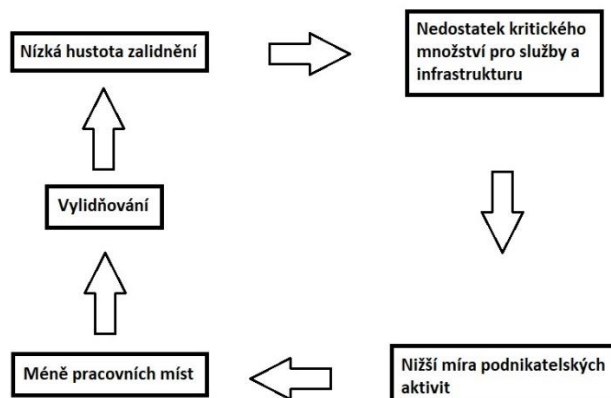 Nízká hustota zalidnění
Nedostatek kritického
množství pro služby a
infrastrukturu
Vylidňování
Méně pracovních míst
Nižší míra podnikatelských
aktivit